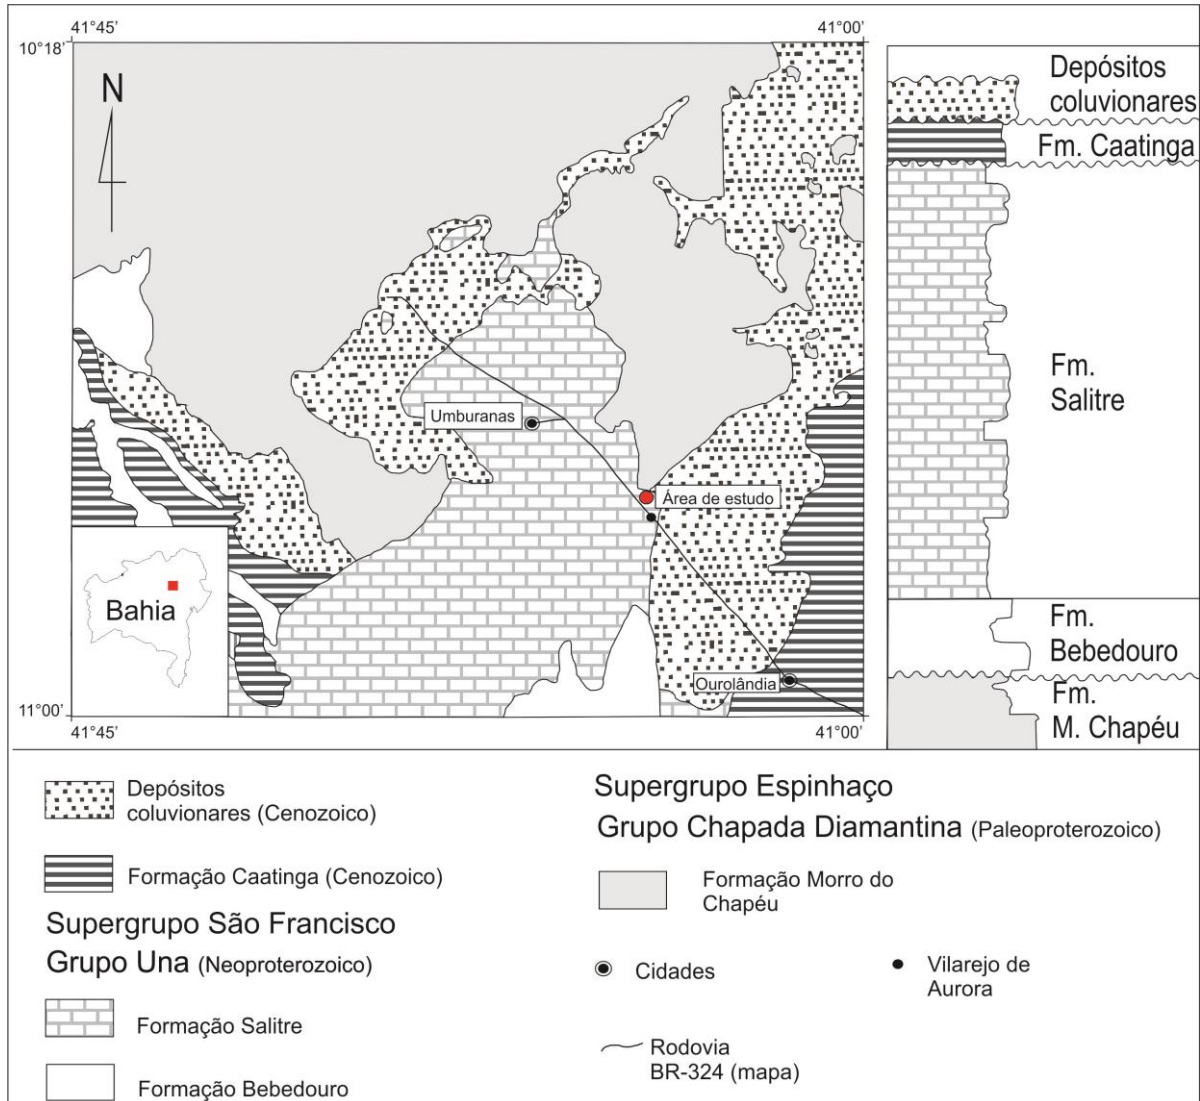 41°45'
41°00'
10°18'
N
Umburanas
Área de estudo
Bahia
Ourolândia
11°00'
41°45'
41°00'
Depósitos
coluvionares
Fm. Caatinga
Fm.
Salitre
Fm.
Bebedouro
Fm.
M. Chapéu
Depósitos
coluvionares (Cenozoico)
Formação Caatinga (Cenozoico)
Supergrupo São Francisco
Grupo Una (Neoproterozoico)
Formação Salitre
Formação Bebedouro
Supergrupo Espinhaço
Grupo Chapada Diamantina (Paleoproterozoico)
Formação Morro do
Chapéu
Cidades
Vilarejo de
Aurora
Rodovia
BR-324 (mapa)